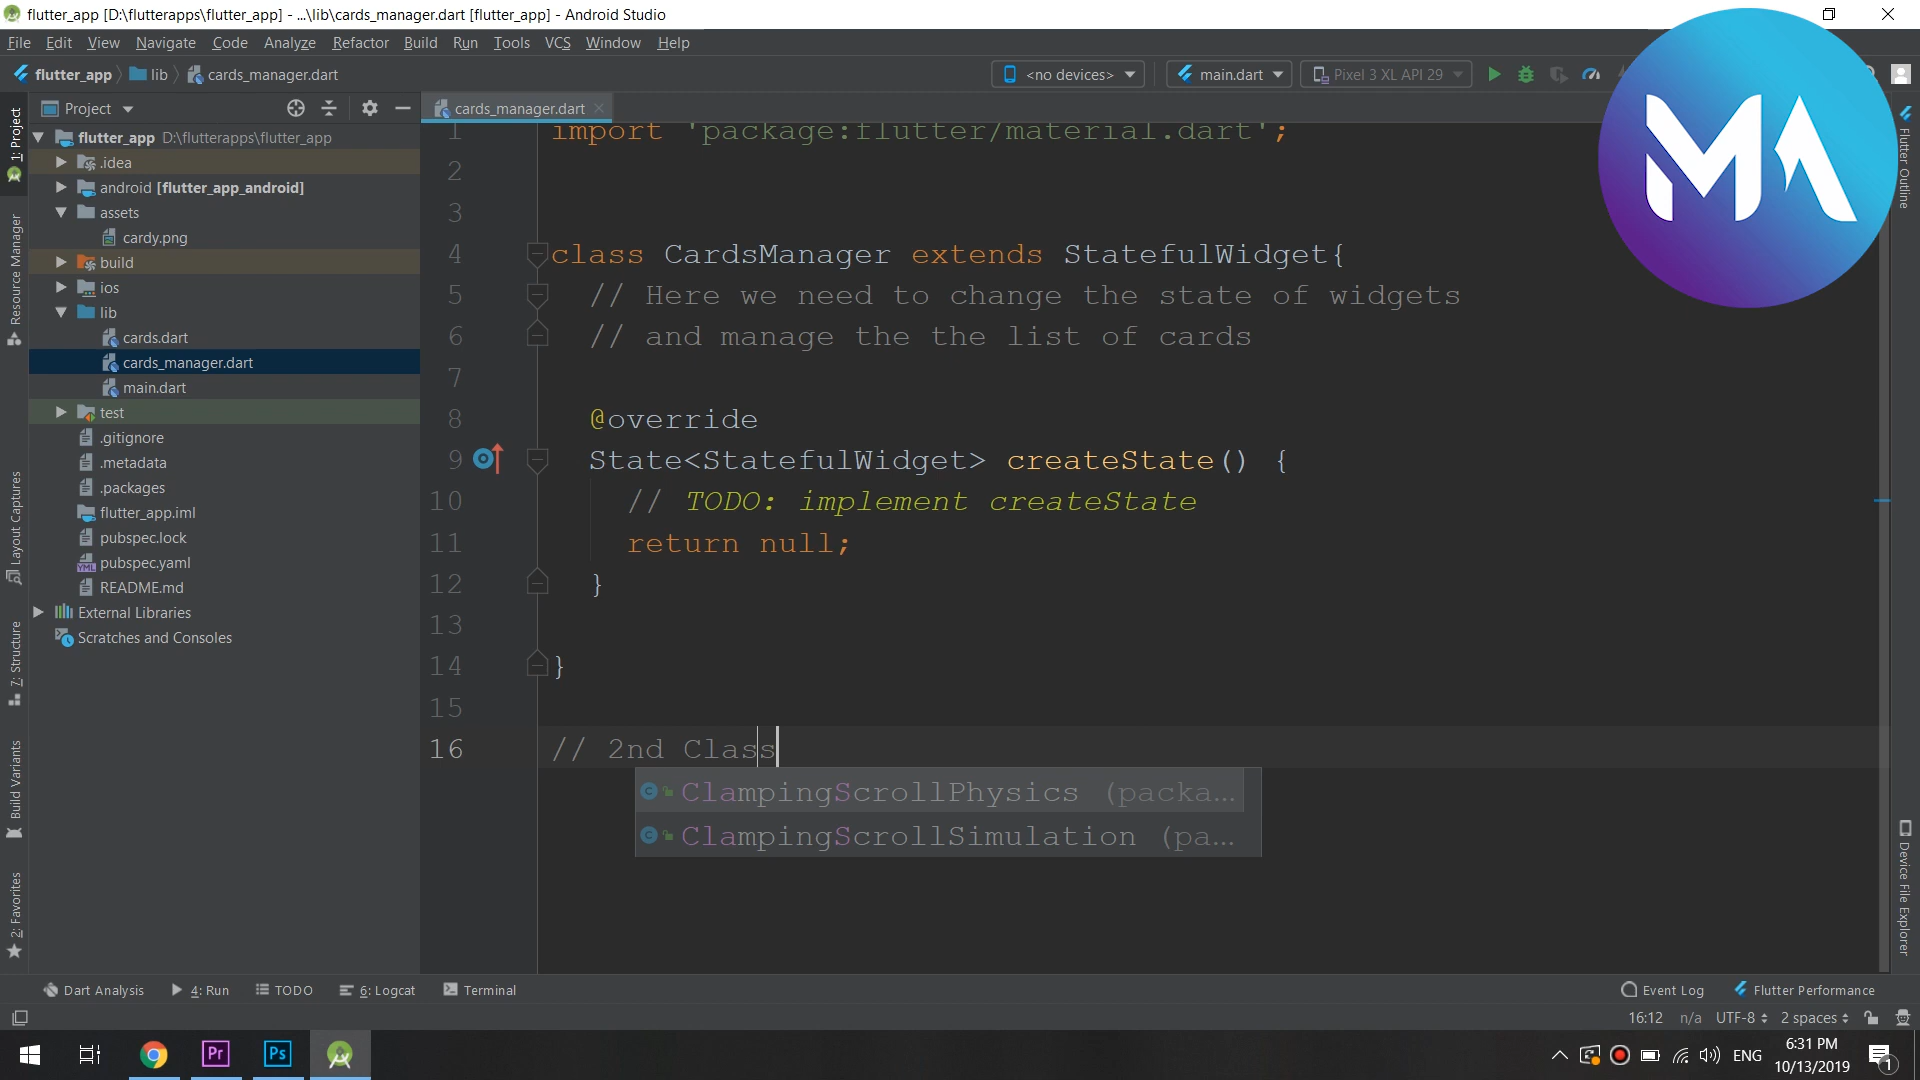 flutter_app [D:\flutterapps\flutter_app] - ...\lib\cards_manager.dart [flutter_app] - Android Studio
File Edit View Navigate Code Analyze Refactor Build Run Tools VCS Window Help
flutter_app lib cards_manager.dart <no devices> main.dart Pixel 3 XL API 29
MA
1: Project
Resource Manager
Layout Captures
7: Structure
Build Variants
2: Favorites
Project
flutter_app D:\flutterapps\flutter_app
.idea
android [flutter_app_android]
assets
cardy.png
build
ios
lib
cards.dart
cards_manager.dart
main.dart
test
.gitignore
.metadata
.packages
flutter_app.iml
pubspec.lock
pubspec.yaml
README.md
External Libraries
Scratches and Consoles
cards_manager.dart
1 import 'package:flutter/material.dart';
2
3
4 class CardsManager extends StatefulWidget{
5 // Here we need to change the state of widgets
6 // and manage the the list of cards
7
8 @override
9 State<StatefulWidget> createState() {
10 // TODO: implement createState
11 return null;
12 }
13
14 }
15
16 // 2nd Class
ClampingScrollPhysics (packa...
ClampingScrollSimulation (pa...
Flutter Outline
Device File Explorer
Dart Analysis 4: Run TODO 6: Logcat Terminal Event Log Flutter Performance
16:12 n/a UTF-8 2 spaces
Pr Ps ENG 6:31 PM
10/13/2019 1